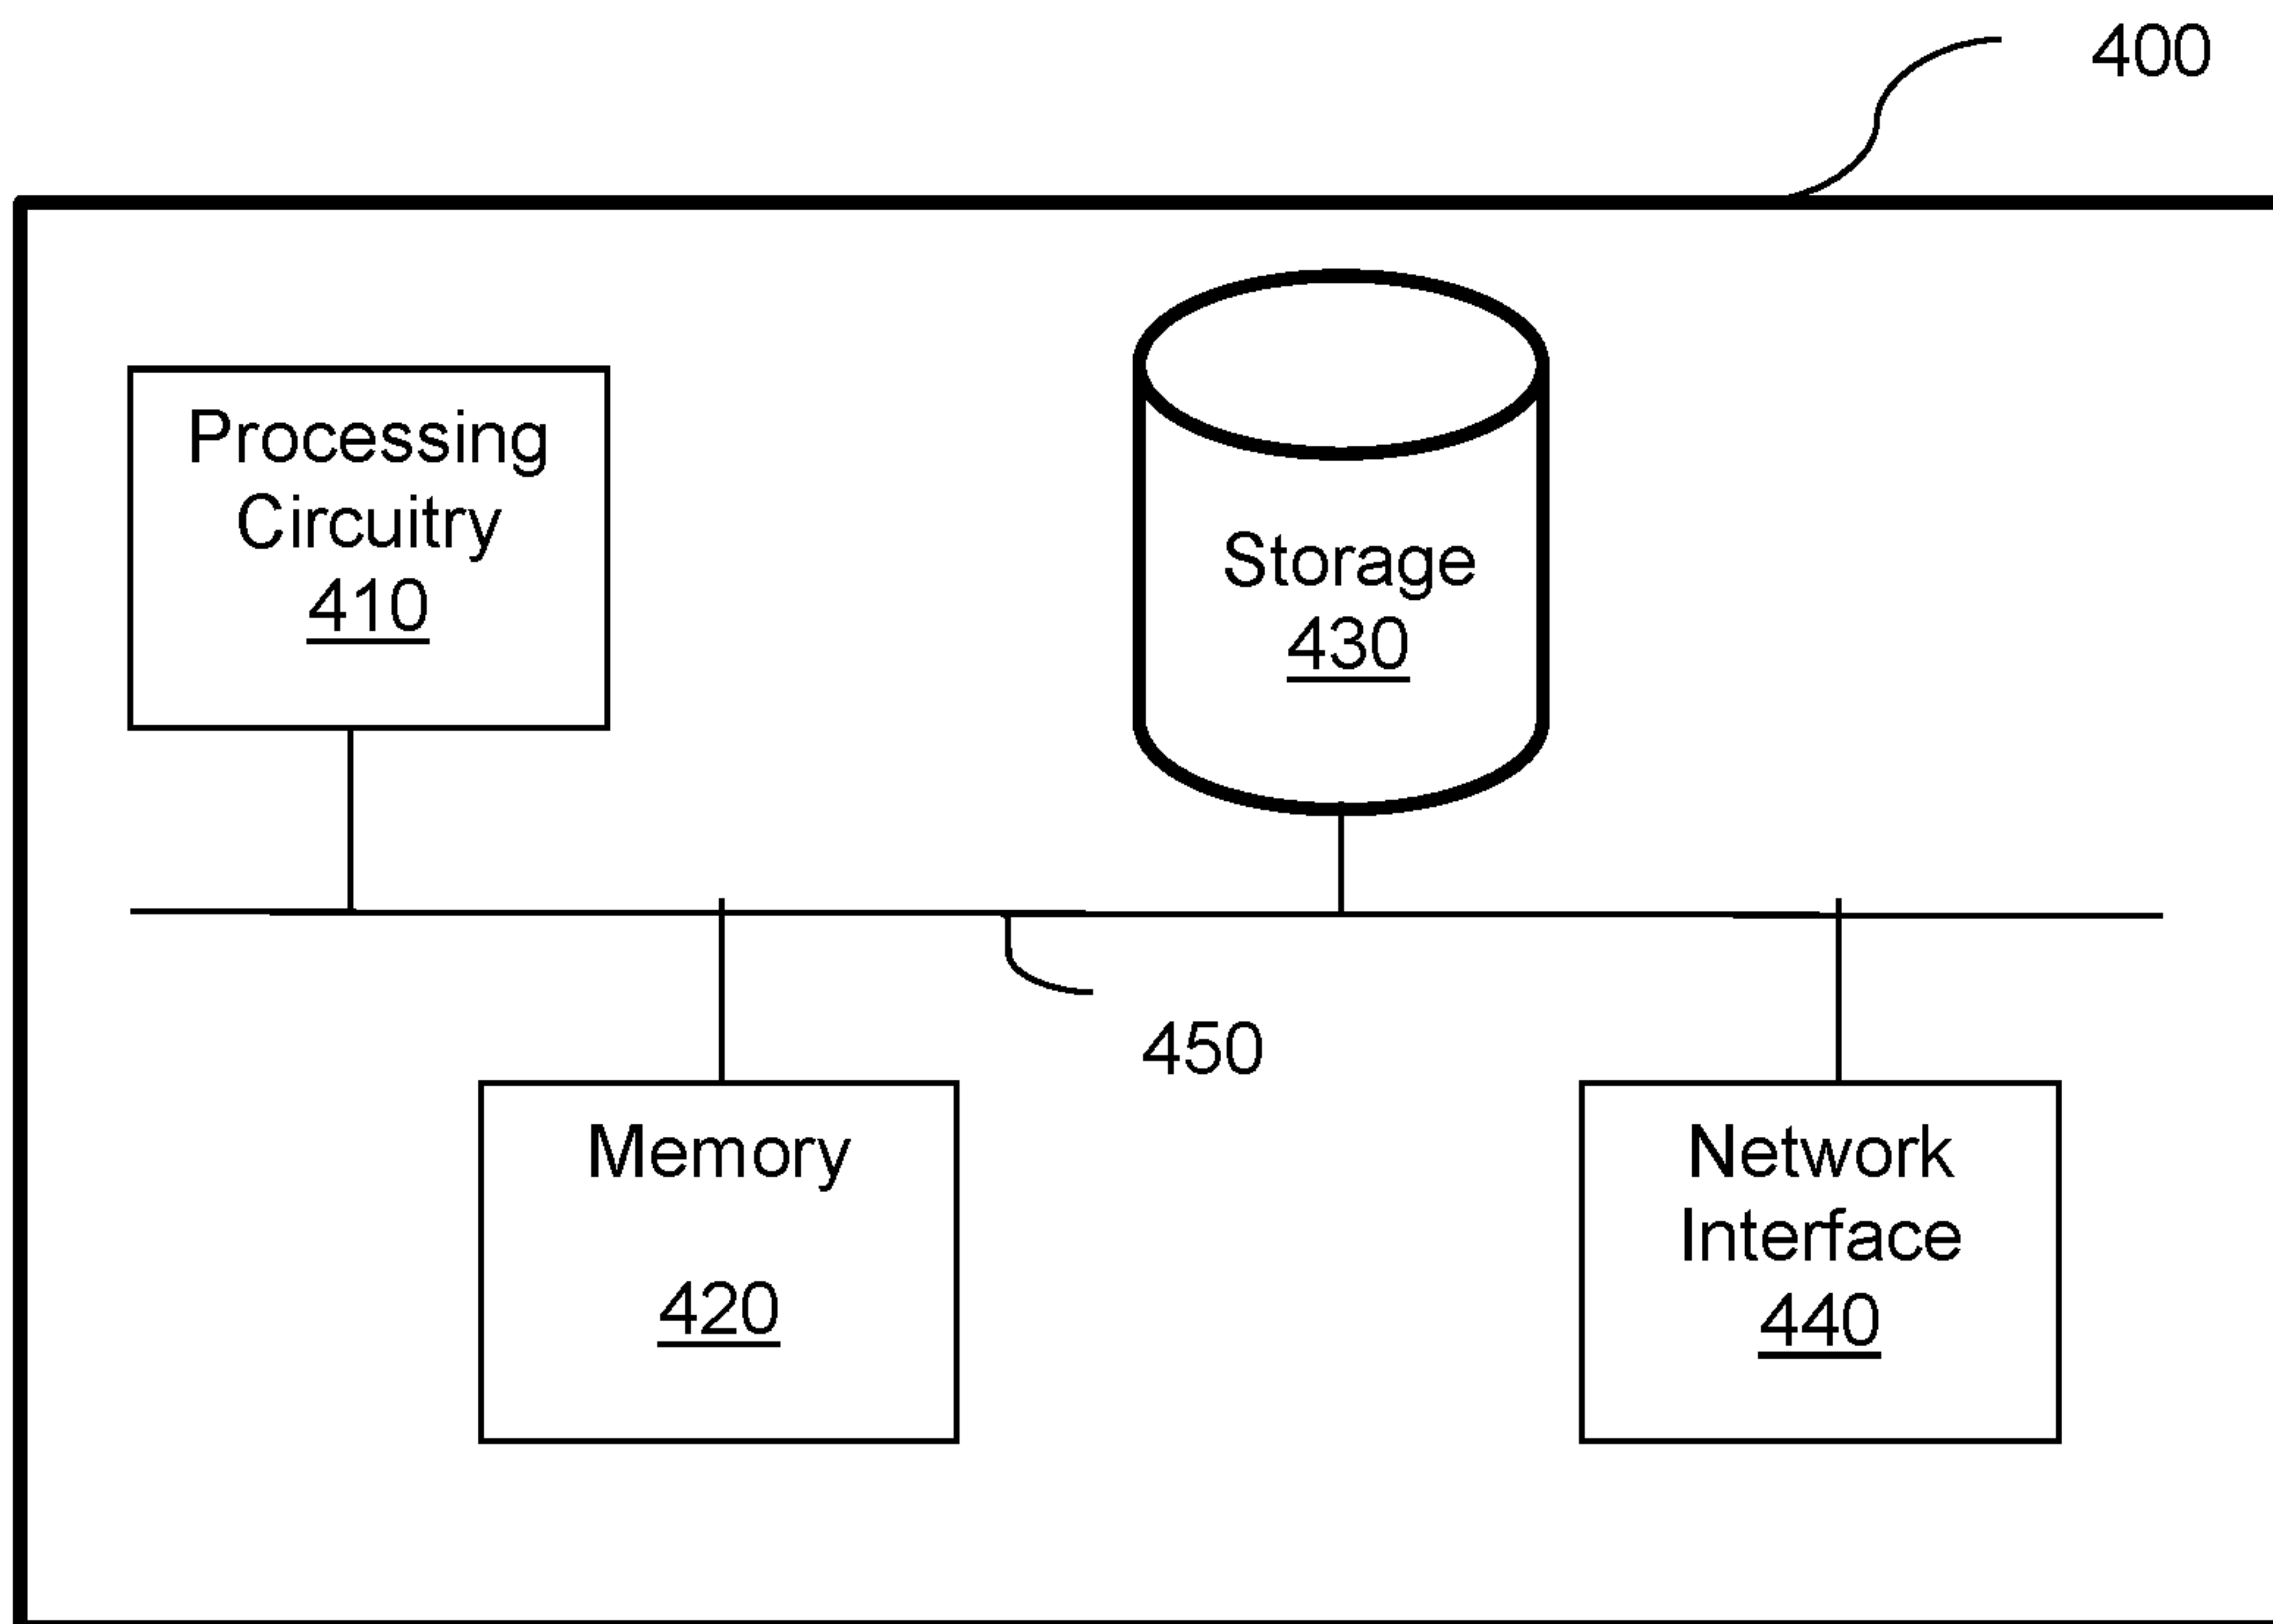 400
Processing
Circuitry
410
Storage
430
450
Memory
420
Network
Interface
440